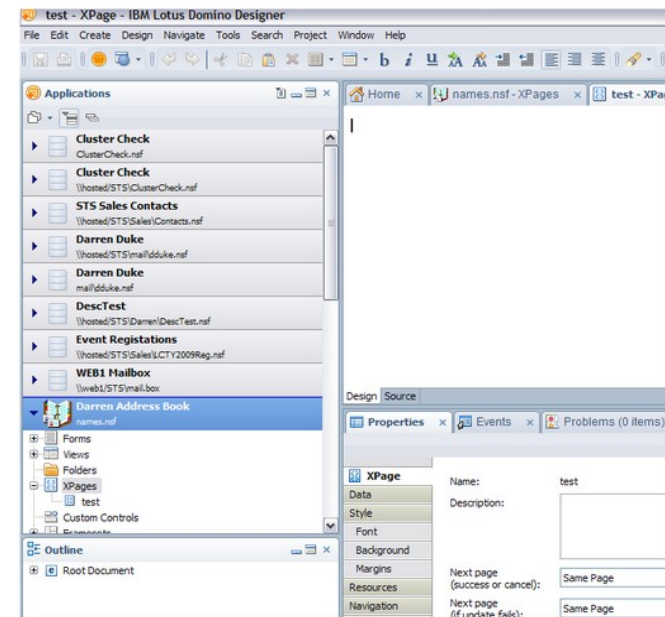 test - XPage - IBM Lotus Domino Designer
File Edit Create Design Navigate Tools Search Project Window Help
b i u
Applications
Home × names.nsf - XPages × test - XPa
Cluster Check
ClusterCheck.nsf
Cluster Check
\\hosted/STS\ClusterCheck.nsf
STS Sales Contacts
\\hosted/STS\Sales\Contacts.nsf
Darren Duke
\\hosted/STS\mail\dduke.nsf
Darren Duke
mail\dduke.nsf
DescTest
\\hosted/STS\Darren\DescTest.nsf
Event Registations
\\hosted/STS\Sales\LCTY2009Reg.nsf
WEB1 Mailbox
\\web1/STS\mail.box
Darren Address Book
names.nsf
Forms
Views
Folders
XPages
test
Custom Controls
Framesets
Outline
Root Document
Design Source
Properties × Events × Problems (0 items)
XPage
Data
Style
Font
Background
Margins
Resources
Navigation
Name: test
Description:
Next page
(success or cancel): Same Page
Next page
(if update fails): Same Page